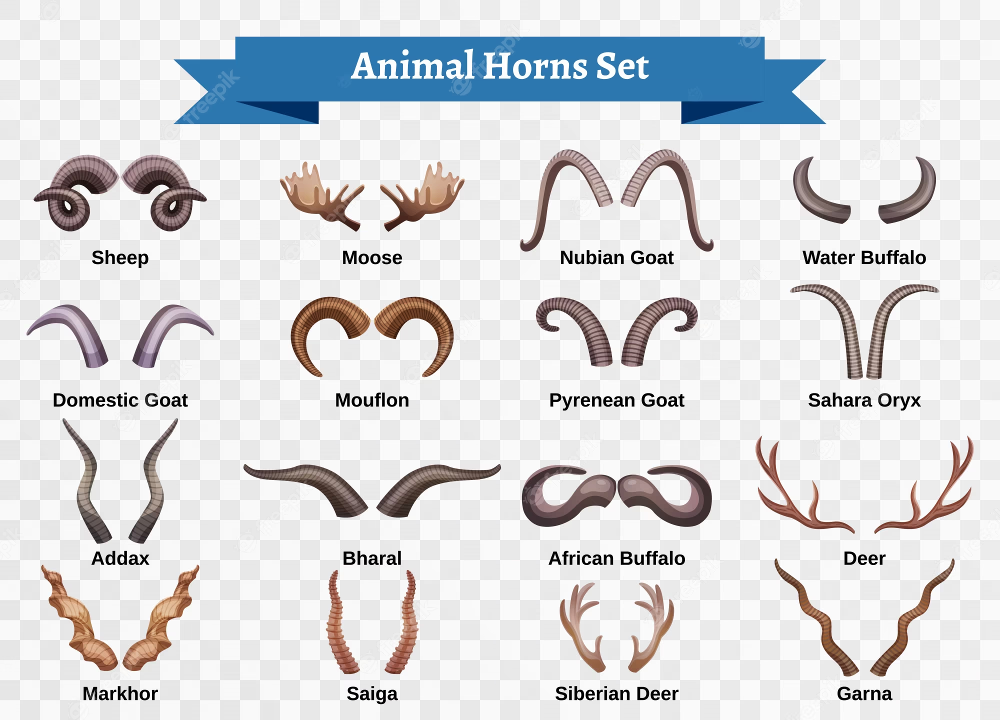 Animal Horns Set
Sheep
Moose
Nubian Goat
Water Buffalo
Domestic Goat
Mouflon
Pyrenean Goat
Sahara Oryx
Addax
Bharal
African Buffalo
Deer
Markhor
Saiga
Siberian Deer
Garna
freepik